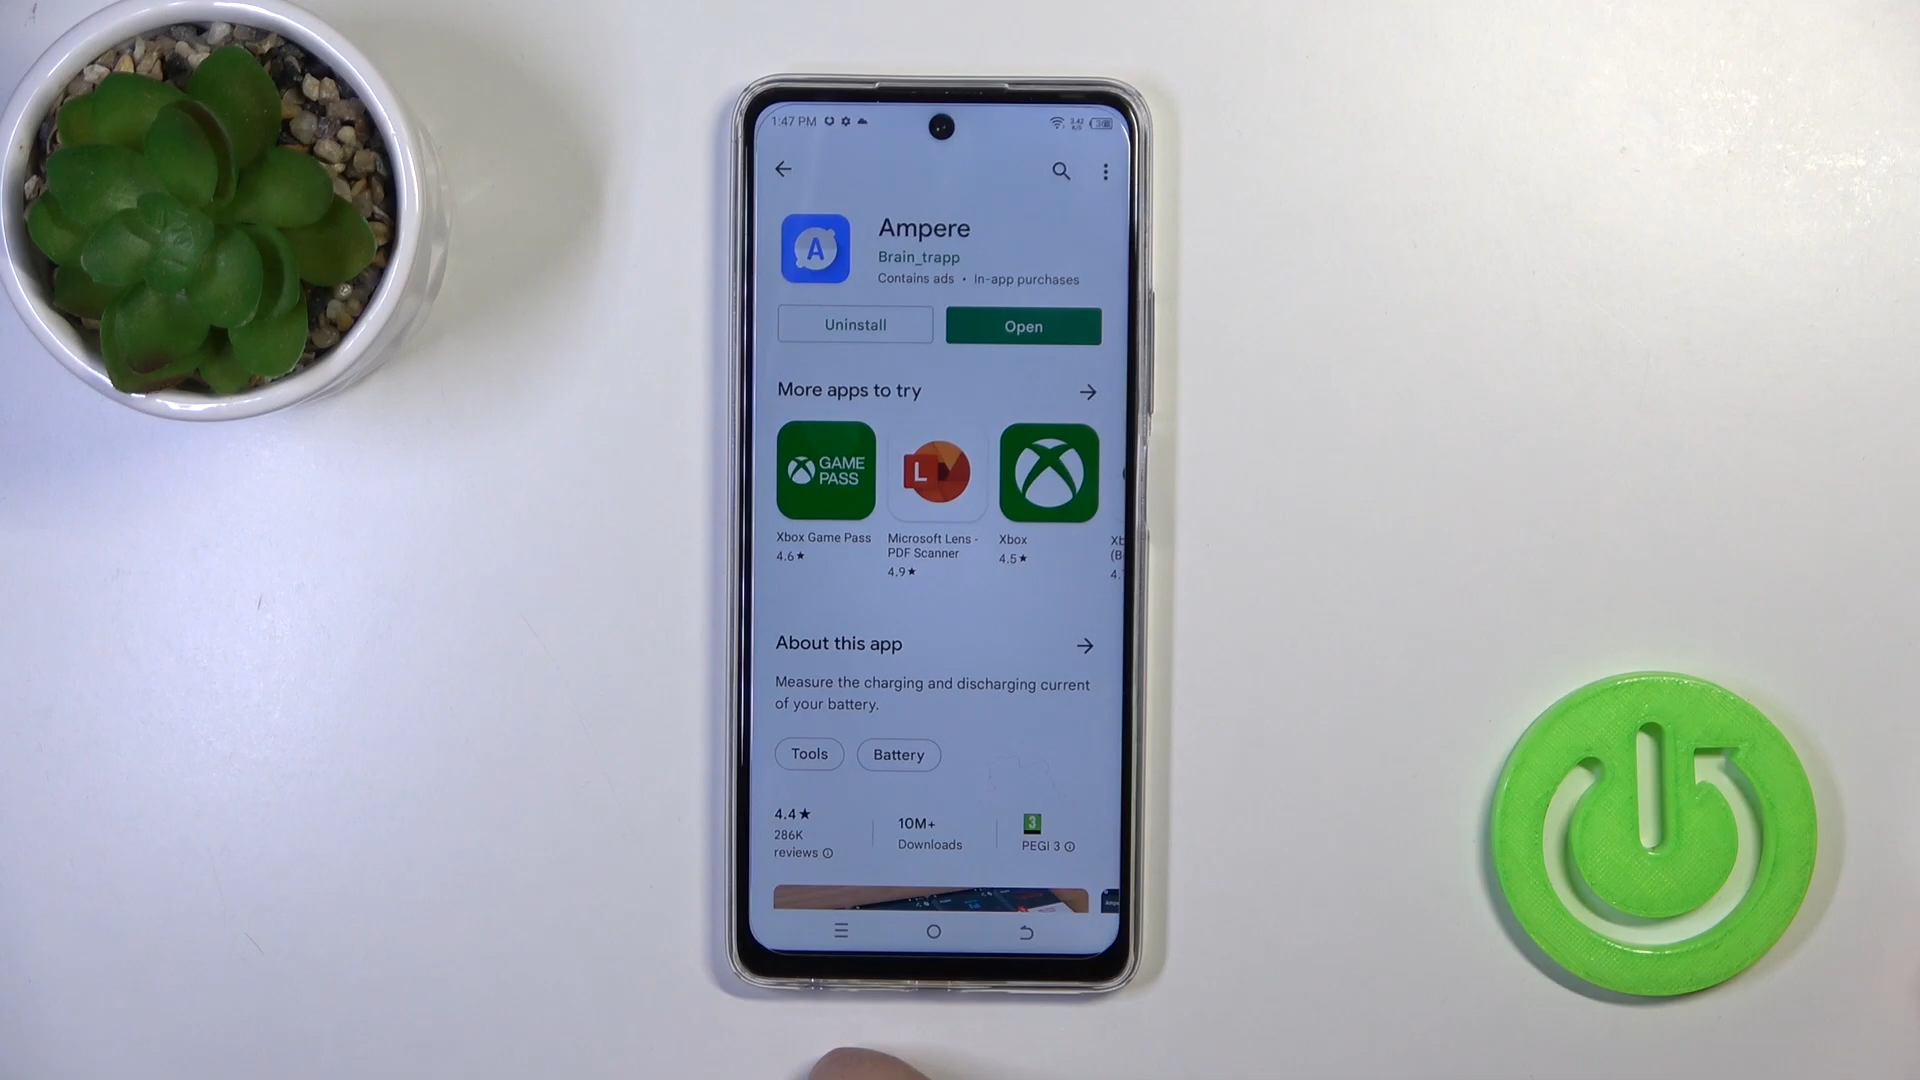 1:47 PM
Ampere
Brain_trapp
Contains ads • In-app purchases
Uninstall
Open
More apps to try
GAME
PASS
L
Xbox Game Pass
4.6★
Microsoft Lens -
PDF Scanner
4.9★
Xbox
4.5★
About this app
Measure the charging and discharging current
of your battery.
Tools
Battery
4.4★
286K
reviews
10M+
Downloads
3
PEGI 3